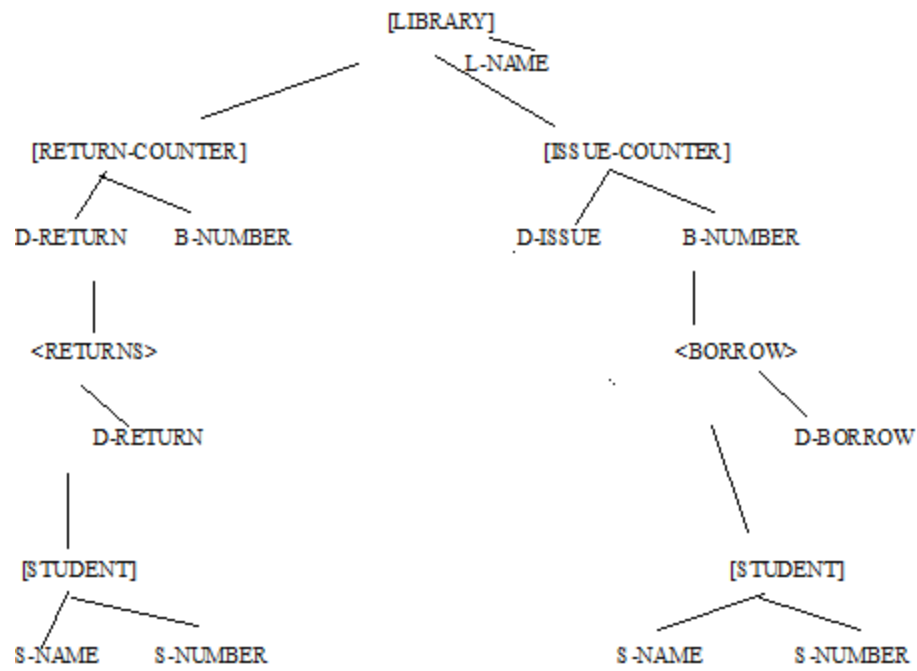 [LIBRARY]
L-NAME
[RETURN-COUNTER] [ISSUE-COUNTER]
D-RETURN B-NUMBER D-ISSUE B-NUMBER
<RETURNS> <BORROW>
D-RETURN D-BORROW
[STUDENT] [STUDENT]
S-NAME S-NUMBER S-NAME S-NUMBER